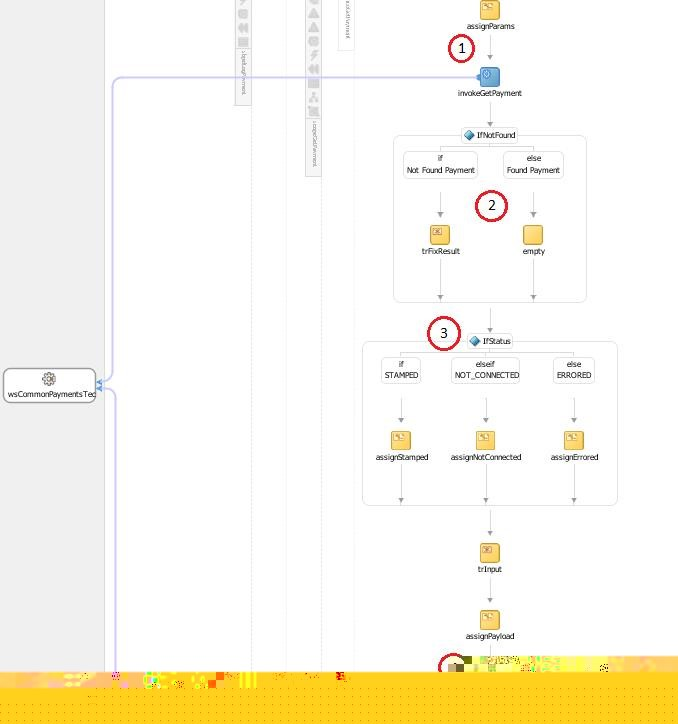 assignParams
1
invokeGetPayment
IfNotFound
if
Not Found Payment
else
Found Payment
2
trFixResult
empty
3
IfStatus
if
STAMPED
elseif
NOT_CONNECTED
else
ERRORED
wsCommonPaymentsTec
assignStamped
assignNotConnected
assignErrored
trInput
assignPayload